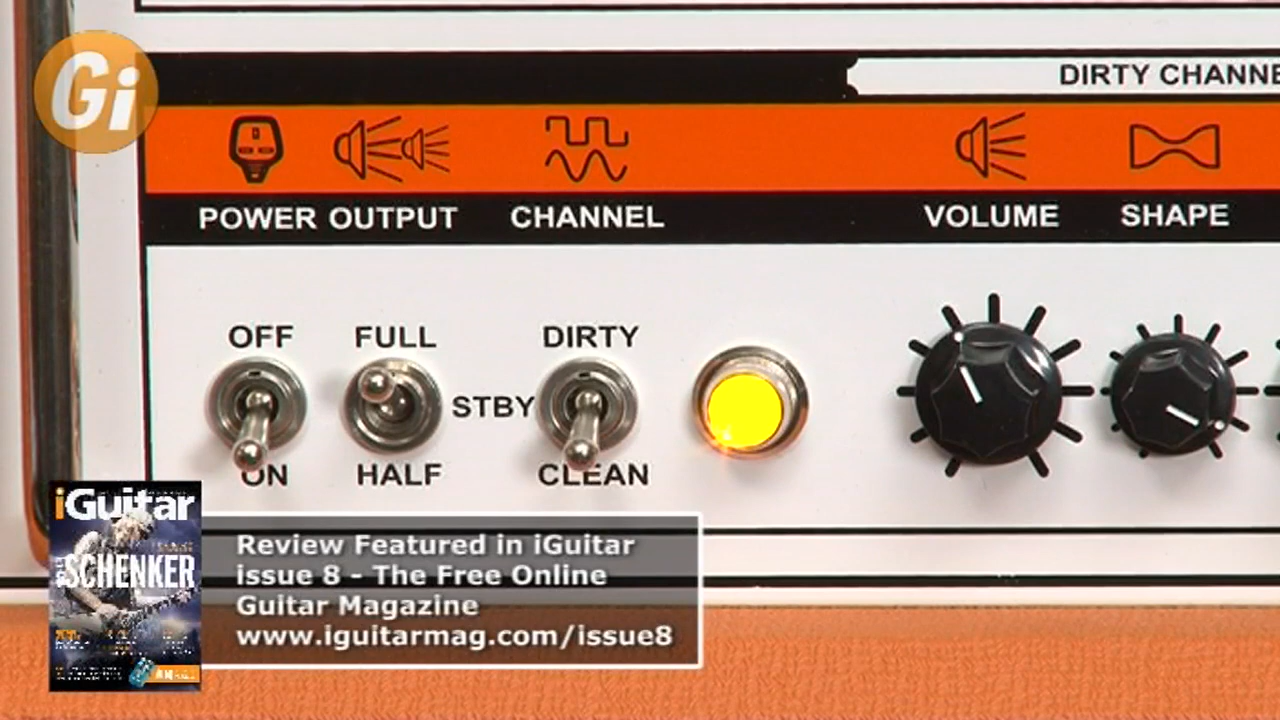 Gi
DIRTY CHANNE
POWER OUTPUT CHANNEL VOLUME SHAPE
OFF FULL DIRTY
STBY
ON HALF CLEAN
iGuitar
SCHENKER
Review Featured in iGuitar
issue 8 - The Free Online
Guitar Magazine
www.iguitarmag.com/issue8